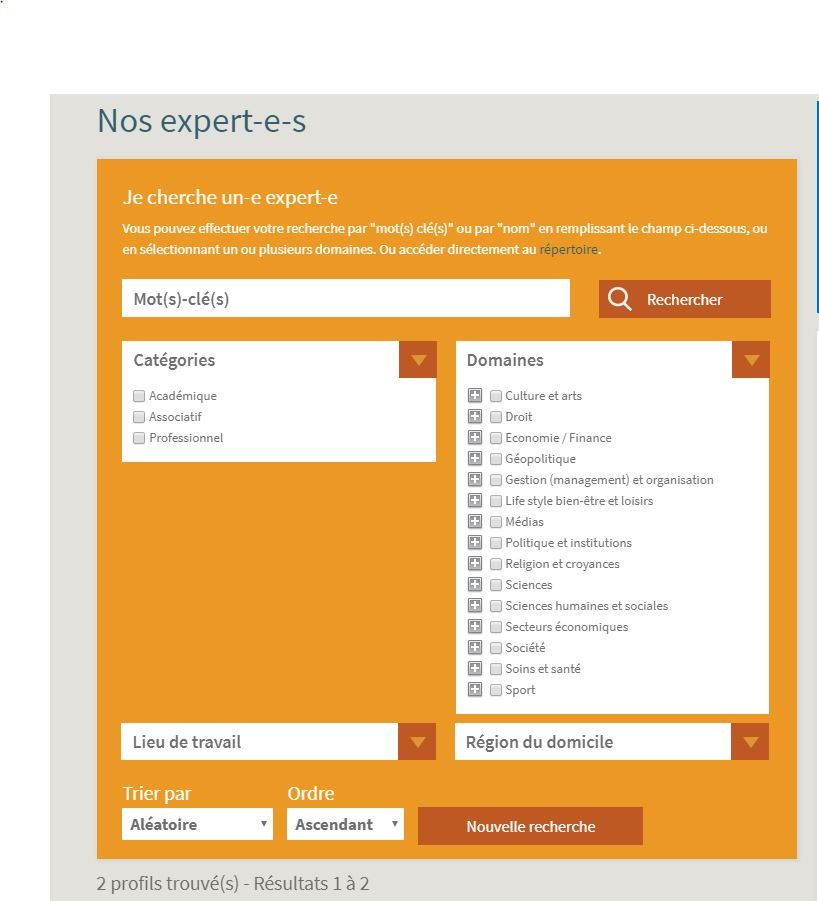 Nos expert-e-s
Je cherche un-e expert-e
Vous pouvez effectuer votre recherche par "mot(s) clé(s)" ou par "nom" en remplissant le champ ci-dessous, ou
en sélectionnant un ou plusieurs domaines. Ou accéder directement au répertoire.
Mot(s)-clé(s)
Rechercher
Catégories
Académique
Associatif
Professionnel
Domaines
Culture et arts
Droit
Economie / Finance
Géopolitique
Gestion (management) et organisation
Life style bien-être et loisirs
Médias
Politique et institutions
Religion et croyances
Sciences
Sciences humaines et sociales
Secteurs économiques
Société
Soins et santé
Sport
Lieu de travail
Région du domicile
Trier par
Ordre
Aléatoire
Ascendant
Nouvelle recherche
2 profils trouvé(s) - Résultats 1 à 2